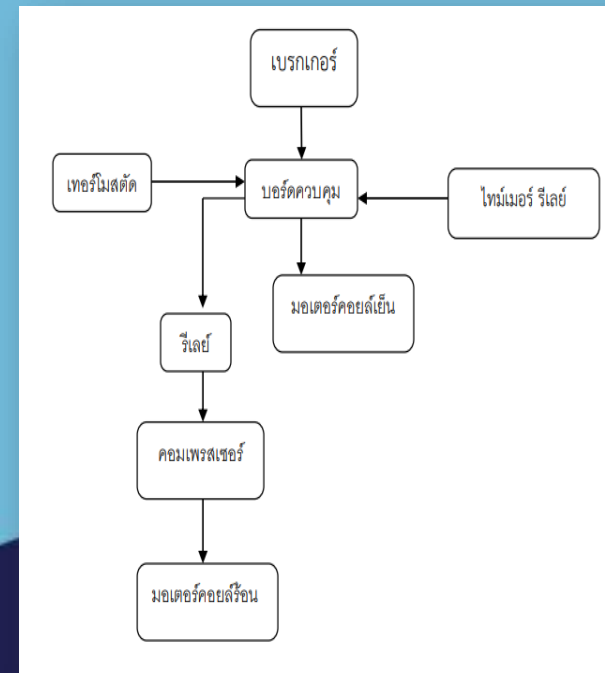 เบรกเกอร์
เทอร์โมสตัด
บอร์ดควบคุม
ไทม์เมอร์ รีเลย์
มอเตอร์คอยล์เย็น
รีเลย์
คอมเพรสเซอร์
มอเตอร์คอยล์ร้อน